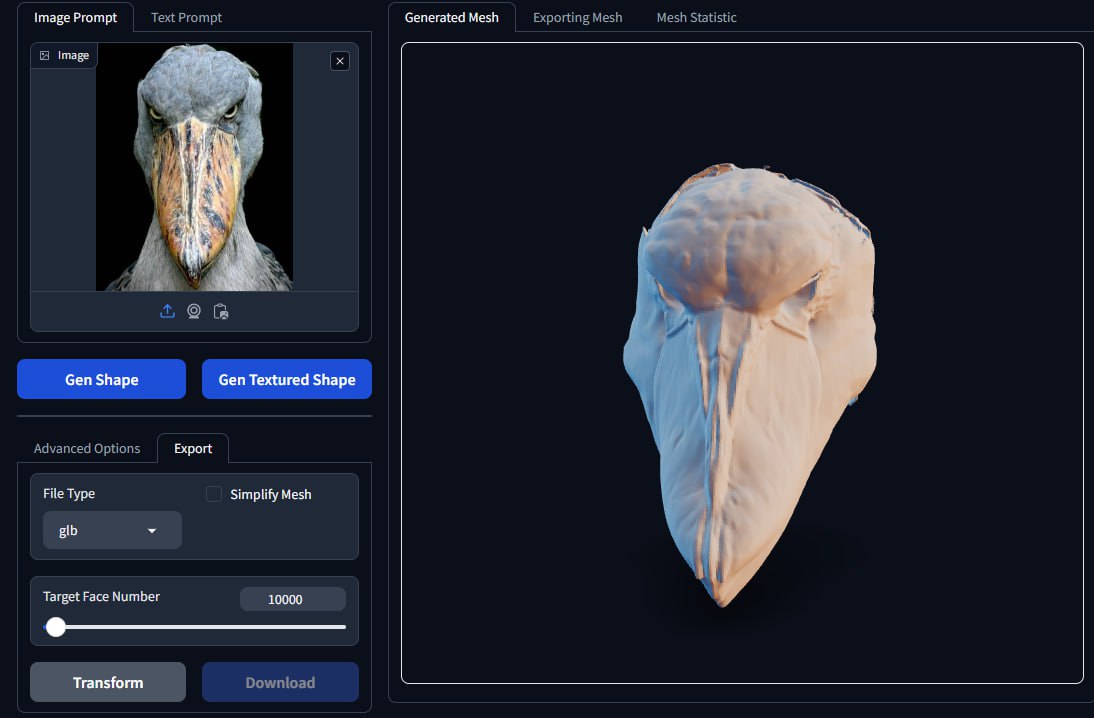 Image Prompt
Text Prompt
Image
Gen Shape
Gen Textured Shape
Advanced Options
Export
File Type
Simplify Mesh
glb
Target Face Number
10000
Transform
Download
Generated Mesh
Exporting Mesh
Mesh Statistic